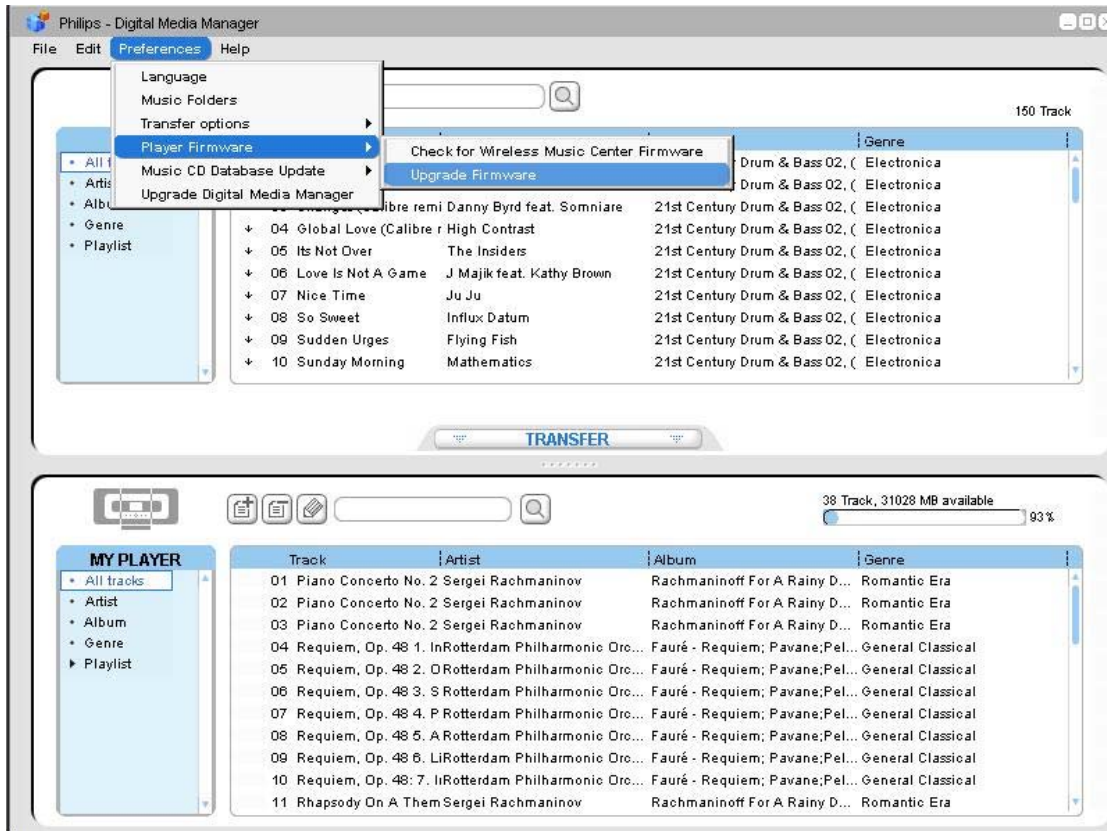 Philips - Digital Media Manager
File Edit Preferences Help
Language
Music Folders
Transfer options
Player Firmware
Music CD Database Update
Upgrade Digital Media Manager
Check for Wireless Music Center Firmware
Upgrade Firmware
150 Track
Genre
Drum & Bass 02, ( Electronica
Drum & Bass 02, ( Electronica
Danny Byrd feat. Somniare 21st Century Drum & Bass 02, ( Electronica
Genre
Playlist
04 Global Love (Calibre r High Contrast 21st Century Drum & Bass 02, ( Electronica
05 Its Not Over The Insiders 21st Century Drum & Bass 02, ( Electronica
06 Love Is Not A Game J Majik feat. Kathy Brown 21st Century Drum & Bass 02, ( Electronica
07 Nice Time Ju Ju 21st Century Drum & Bass 02, ( Electronica
08 So Sweet Influx Datum 21st Century Drum & Bass 02, ( Electronica
09 Sudden Urges Flying Fish 21st Century Drum & Bass 02, ( Electronica
10 Sunday Morning Mathematics 21st Century Drum & Bass 02, ( Electronica
TRANSFER
38 Track, 31028 MB available
93%
MY PLAYER
All tracks
Artist
Album
Genre
Playlist
Track Artist Album Genre
01 Piano Concerto No. 2 Sergei Rachmaninov Rachmaninoff For A Rainy D... Romantic Era
02 Piano Concerto No. 2 Sergei Rachmaninov Rachmaninoff For A Rainy D... Romantic Era
03 Piano Concerto No. 2 Sergei Rachmaninov Rachmaninoff For A Rainy D... Romantic Era
04 Requiem, Op. 48 1. In Rotterdam Philharmonic Orc... Fauré - Requiem; Pavane;Pel... General Classical
05 Requiem, Op. 48 2. O Rotterdam Philharmonic Orc... Fauré - Requiem; Pavane;Pel... General Classical
06 Requiem, Op. 48 3. S Rotterdam Philharmonic Orc... Fauré - Requiem; Pavane;Pel... General Classical
07 Requiem, Op. 48 4. P Rotterdam Philharmonic Orc... Fauré - Requiem; Pavane;Pel... General Classical
08 Requiem, Op. 48 5. A Rotterdam Philharmonic Orc... Fauré - Requiem; Pavane;Pel... General Classical
09 Requiem, Op. 48 6. Li Rotterdam Philharmonic Orc... Fauré - Requiem; Pavane;Pel... General Classical
10 Requiem, Op. 48: 7. Rotterdam Philharmonic Orc... Fauré - Requiem; Pavane;Pel... General Classical
11 Rhapsody On A Them Sergei Rachmaninov Rachmaninoff For A Rainy D... Romantic Era